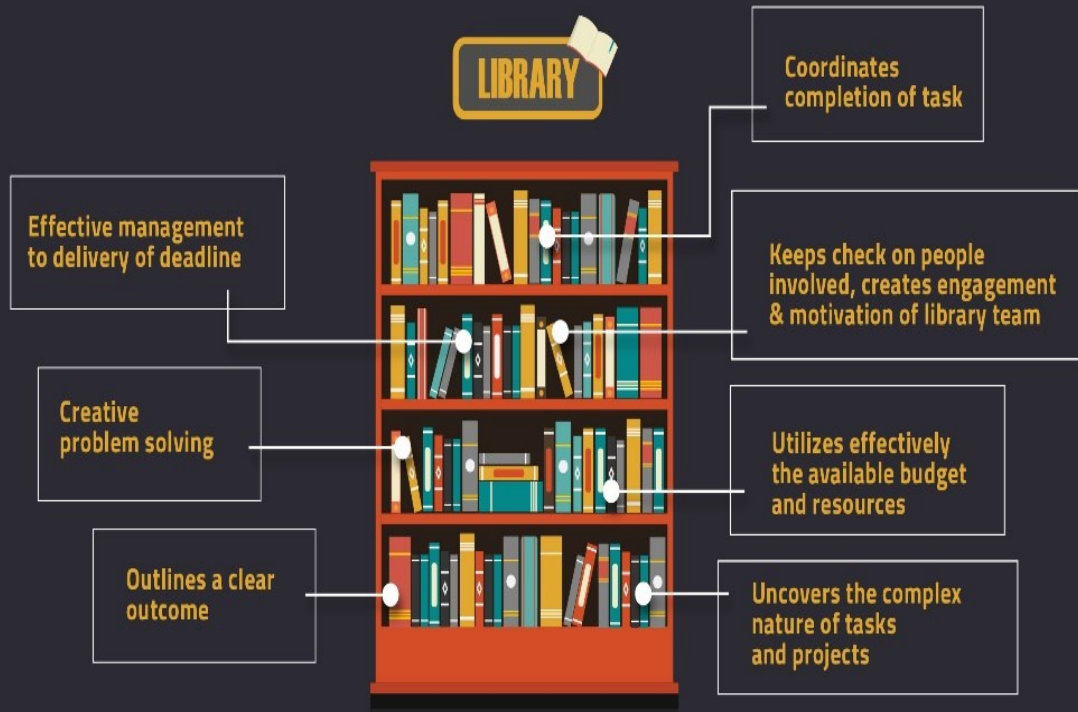 LIBRARY
Coordinates
completion of task
Effective management
to delivery of deadline
Keeps check on people
involved, creates engagement
& motivation of library team
Creative
problem solving
Utilizes effectively
the available budget
and resources
Outlines a clear
outcome
Uncovers the complex
nature of tasks
and projects